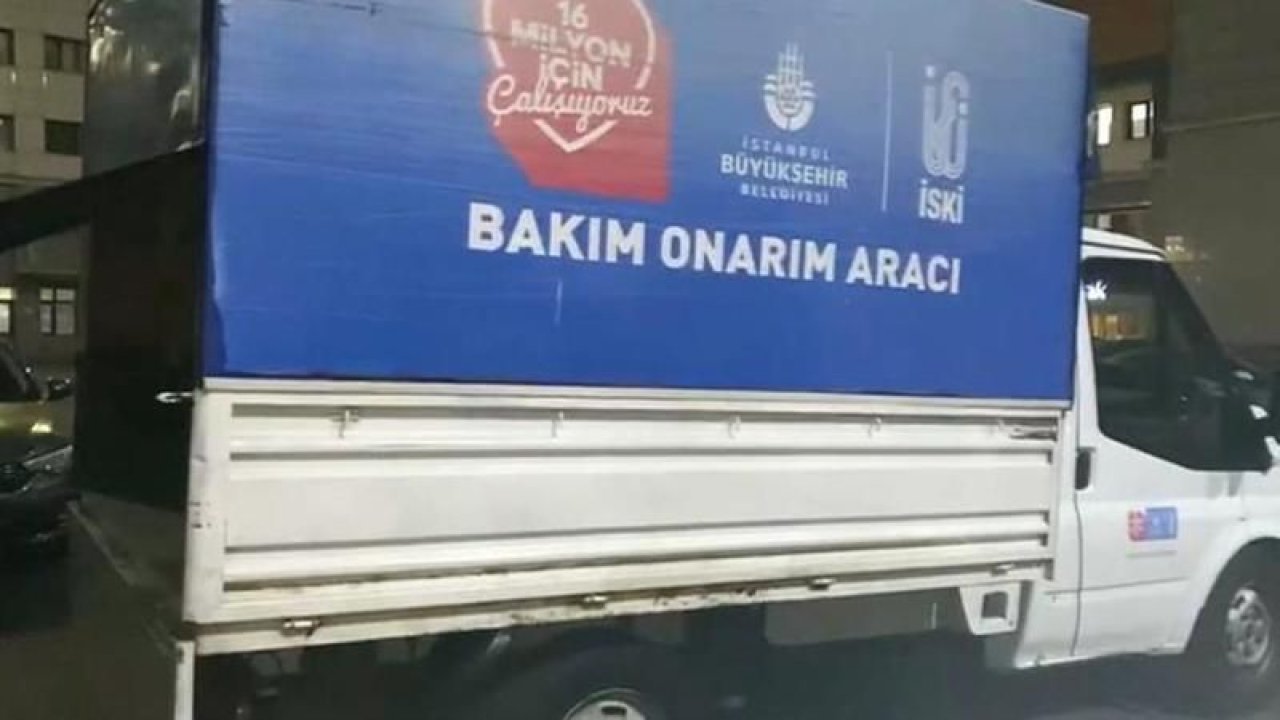 16
MİLYON
İÇİN
Çalışıyoruz
İSTANBUL
BÜYÜKŞEHİR
BELEDİYESİ
İSKİ
BAKIM ONARIM ARACI